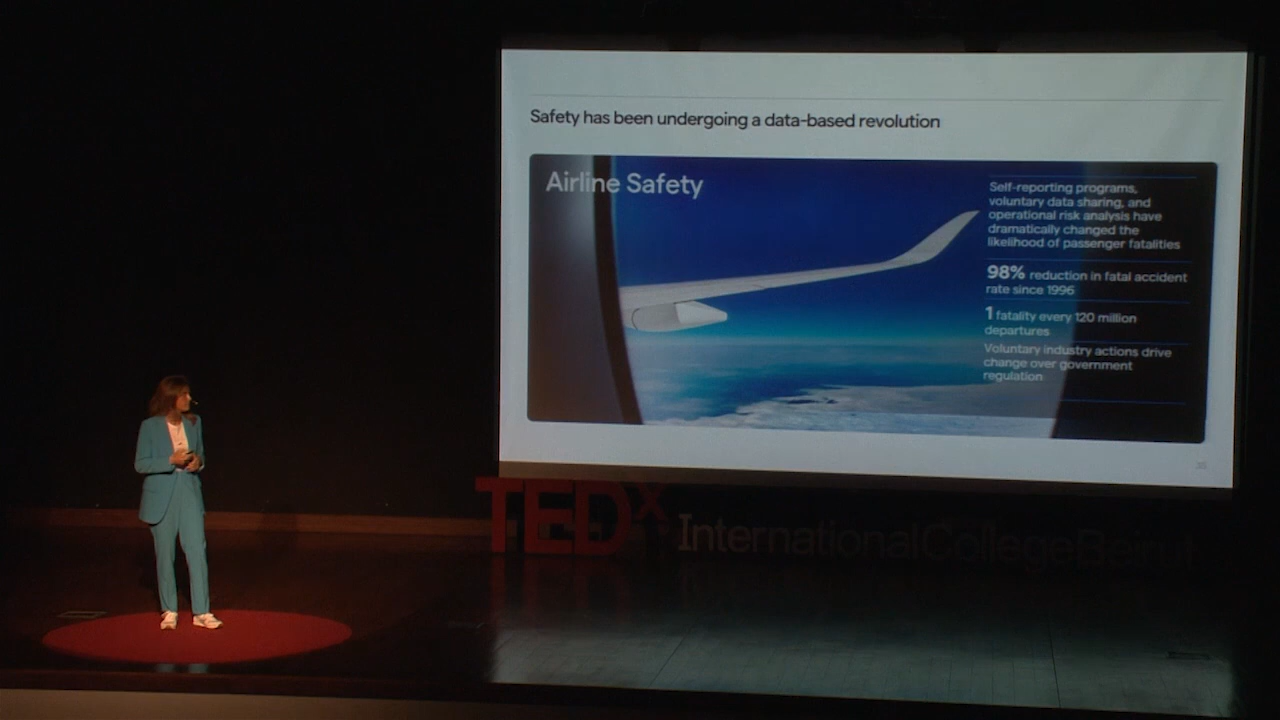 Safety has been undergoing a data-based revolution
Airline Safety
Self-reporting programs,
voluntary data sharing, and
operational risk analysis have
dramatically changed the
likelihood of passenger fatalities
98% reduction in fatal accident
rate since 1996
1 fatality every 120 million
departures
Voluntary industry actions drive
change over government
regulation
TEDx InternationalCollegeBeirut